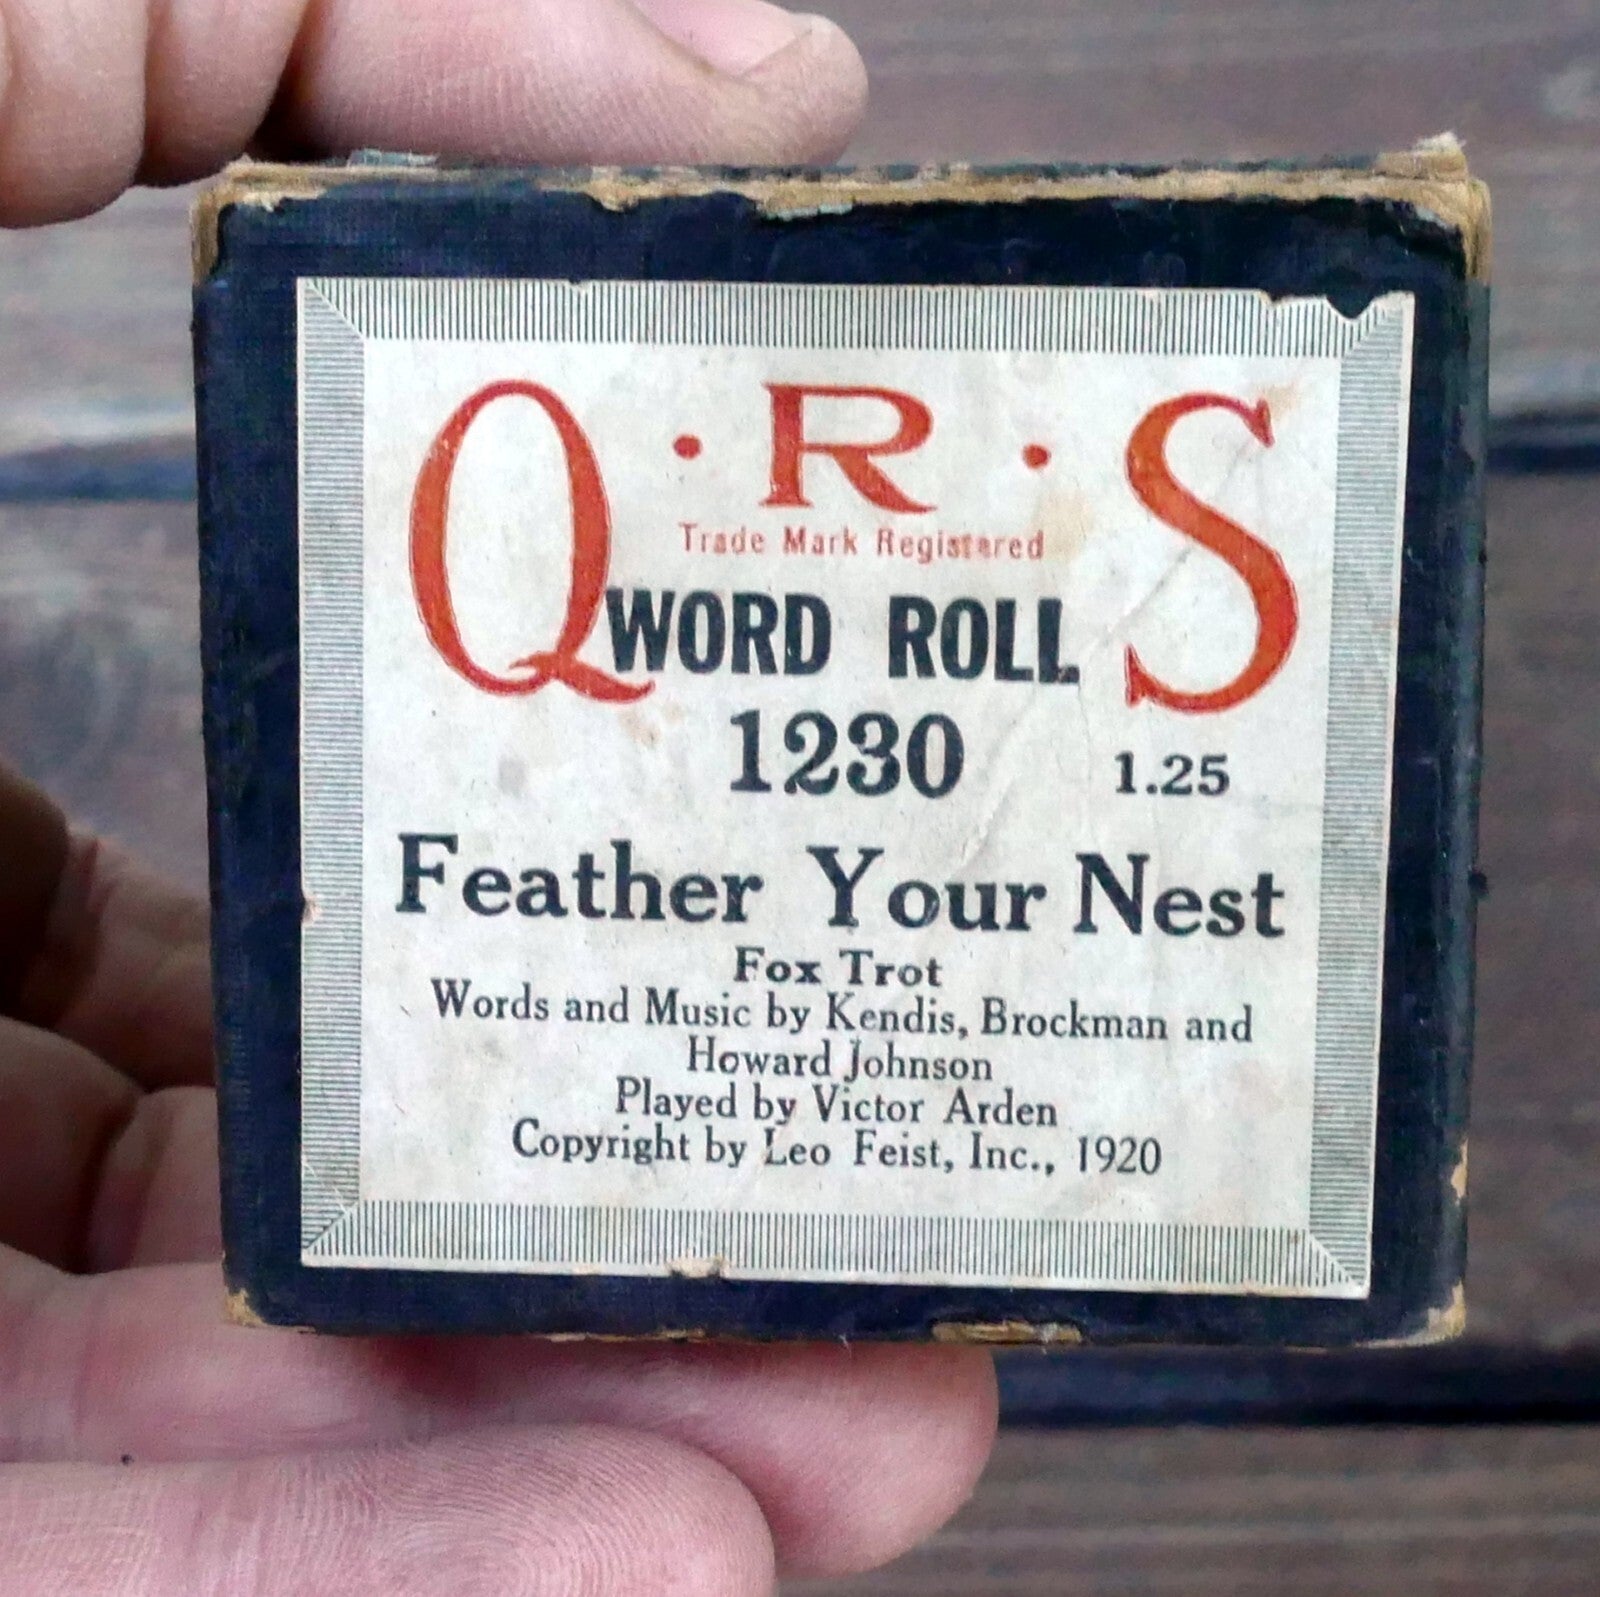 Q·R·S
Trade Mark Registered
WORD ROLL
1230 1.25
Feather Your Nest
Fox Trot
Words and Music by Kendis, Brockman and
Howard Johnson
Played by Victor Arden
Copyright by Leo Feist, Inc., 1920